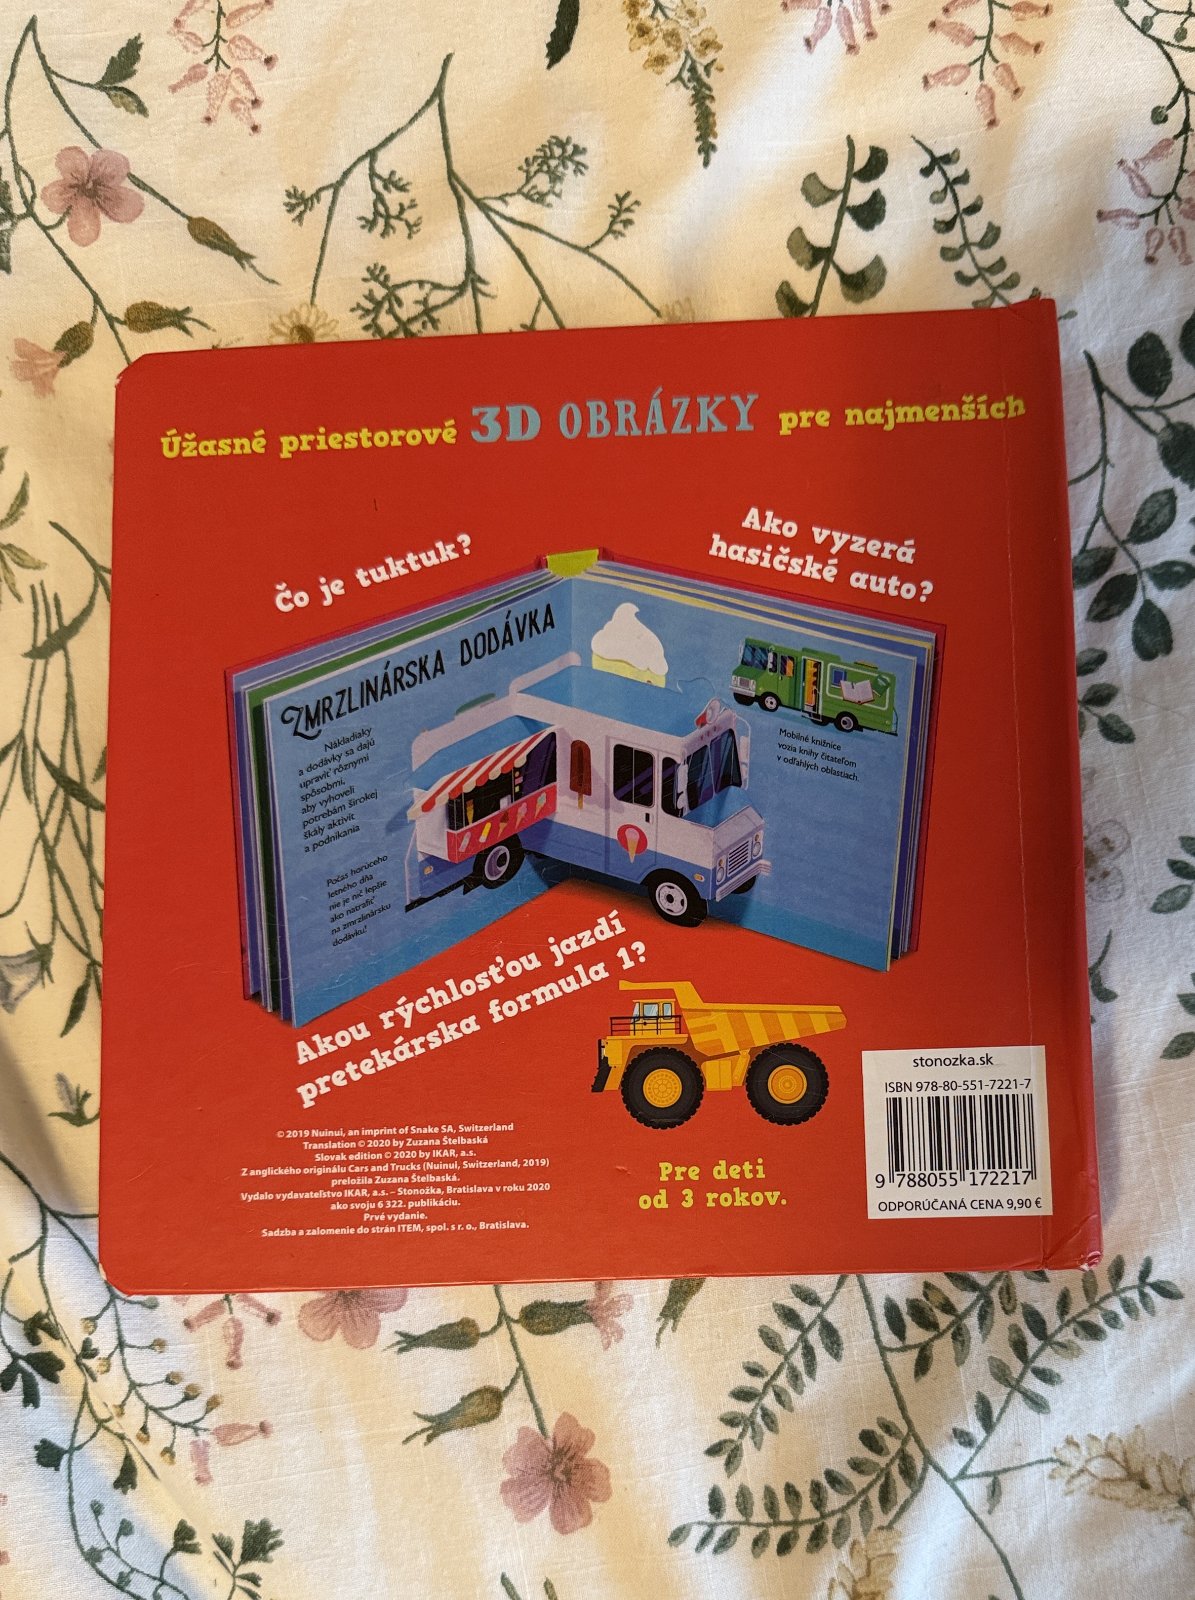 Úžasné priestorové 3D OBRÁZKY pre najmenších
Čo je tuktuk?
Ako vyzerá
hasičské auto?
ZMRZLINÁRSKA DODÁVKA
Nákladiaky
a dodávky sa dajú
upraviť rôznymi
spôsobmi,
aby vyhoveli
potrebám širokej
škály aktivít
a podnikania
Počas horúceho
letného dňa
nie je nič lepšie
ako natrafiť
na zmrzlinársku
dodávku!
Mobilné knižnice
vozia knihy čitateľom
v odľahlých oblastiach.
Akou rýchlosťou jazdí
pretekárska formula 1?
© 2019 Nuinui, an imprint of Snake SA, Switzerland
Translation © 2020 by Zuzana Štelbaská
Slovak edition © 2020 by IKAR, a.s.
Z anglického originálu Cars and Trucks (Nuinui, Switzerland, 2019)
preložila Zuzana Štelbaská.
Vydalo vydavateľstvo IKAR, a.s. – Stonožka, Bratislava v roku 2020
ako svoju 6 322. publikáciu.
Prvé vydanie.
Sadzba a zalomenie do strán ITEM, spol. s r. o., Bratislava.
Pre deti
od 3 rokov.
stonozka.sk
ISBN 978-80-551-7221-7
9 788055 172217
ODPORÚČANÁ CENA 9,90 €